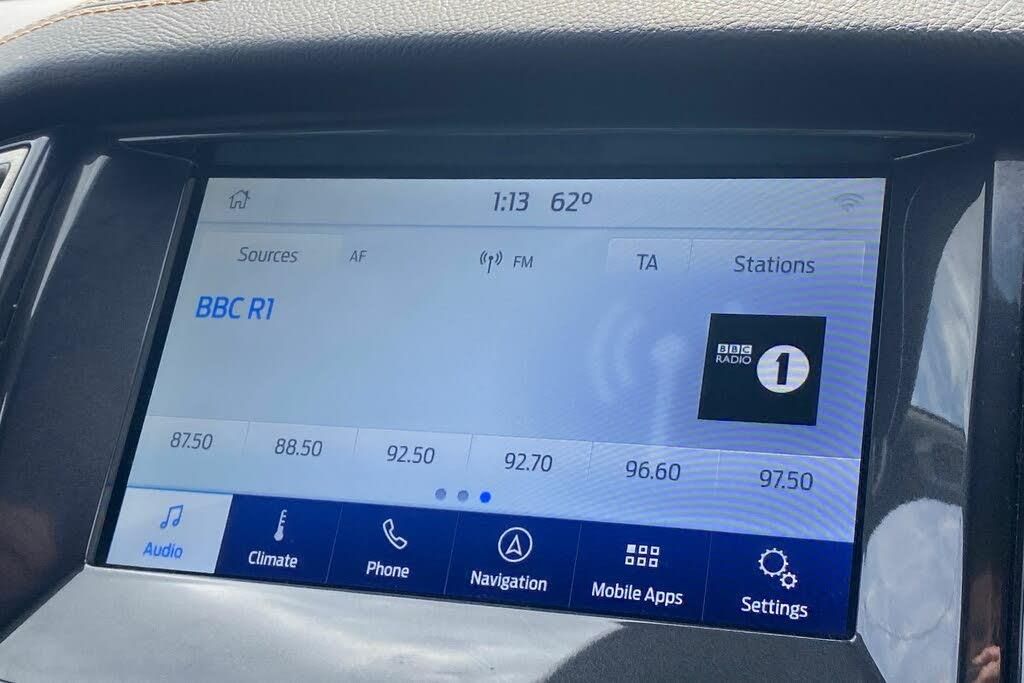 1:13 62º
Sources AF FM TA Stations
BBC R1
BBC
RADIO 1
87.50 88.50 92.50 92.70 96.60 97.50
Audio Climate Phone Navigation Mobile Apps Settings